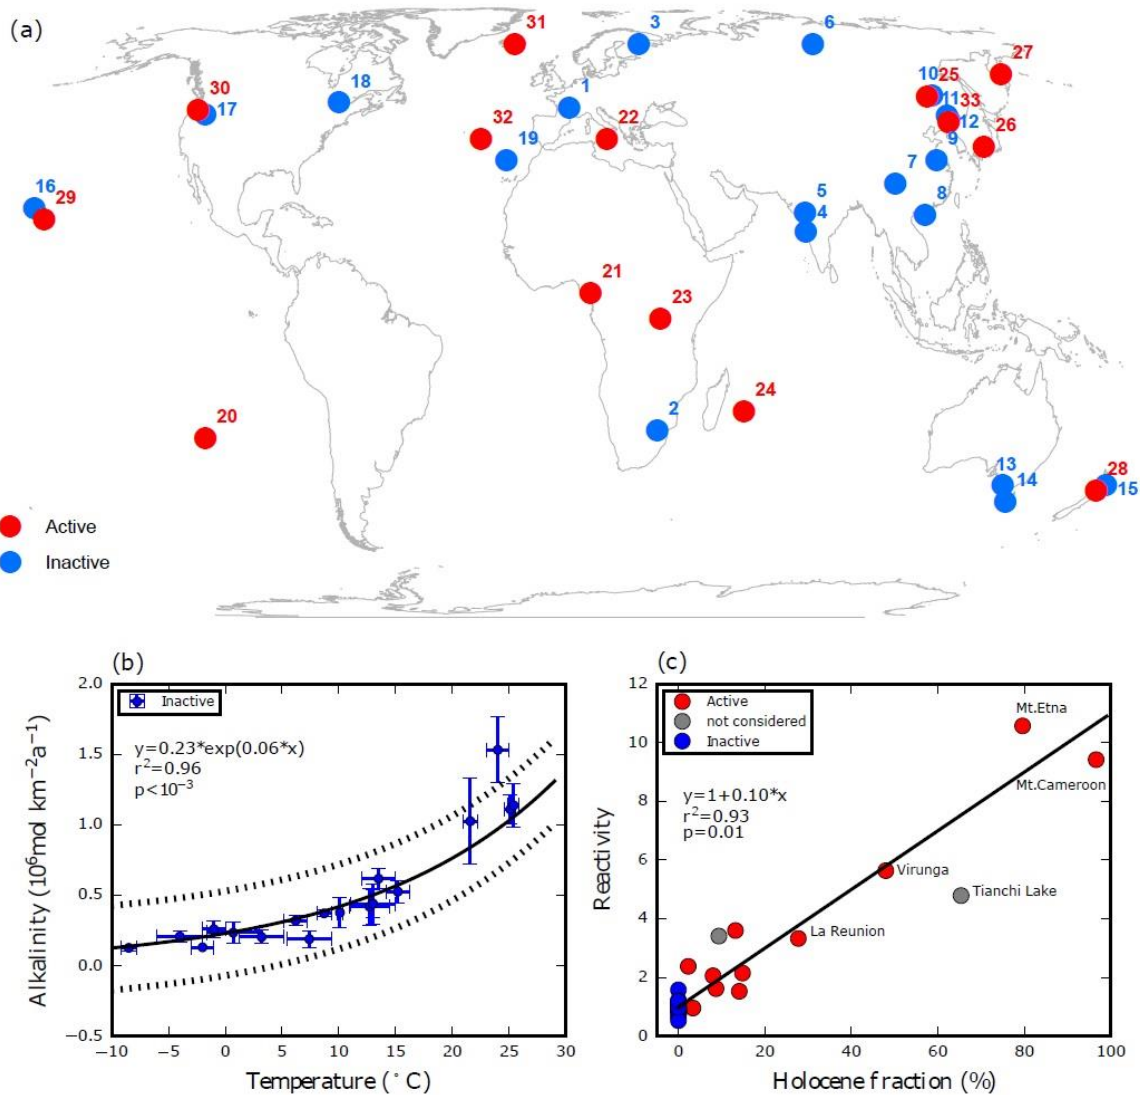 (a)
31
3
6
27
30
18
10
25
17
1
11
33
32
22
12
26
19
9
16
29
7
5
8
4
21
23
24
2
20
13
14
28
15
Active
Inactive
(b)
Alkalinity (10⁶mol km⁻²a⁻¹)
2.0
1.5
1.0
0.5
0.0
−0.5
Inactive
y=0.23*exp(0.06*x)
r²=0.96
p<10⁻³
−10 −5 0 5 10 15 20 25 30
Temperature (°C)
(c)
Reactivity
12
10
8
6
4
2
0
Active
not considered
Inactive
y=1+0.10*x
r²=0.93
p=0.01
Mt.Etna
Mt.Cameroon
Virunga
Tianchi Lake
La Reunion
0 20 40 60 80 100
Holocene fraction (%)